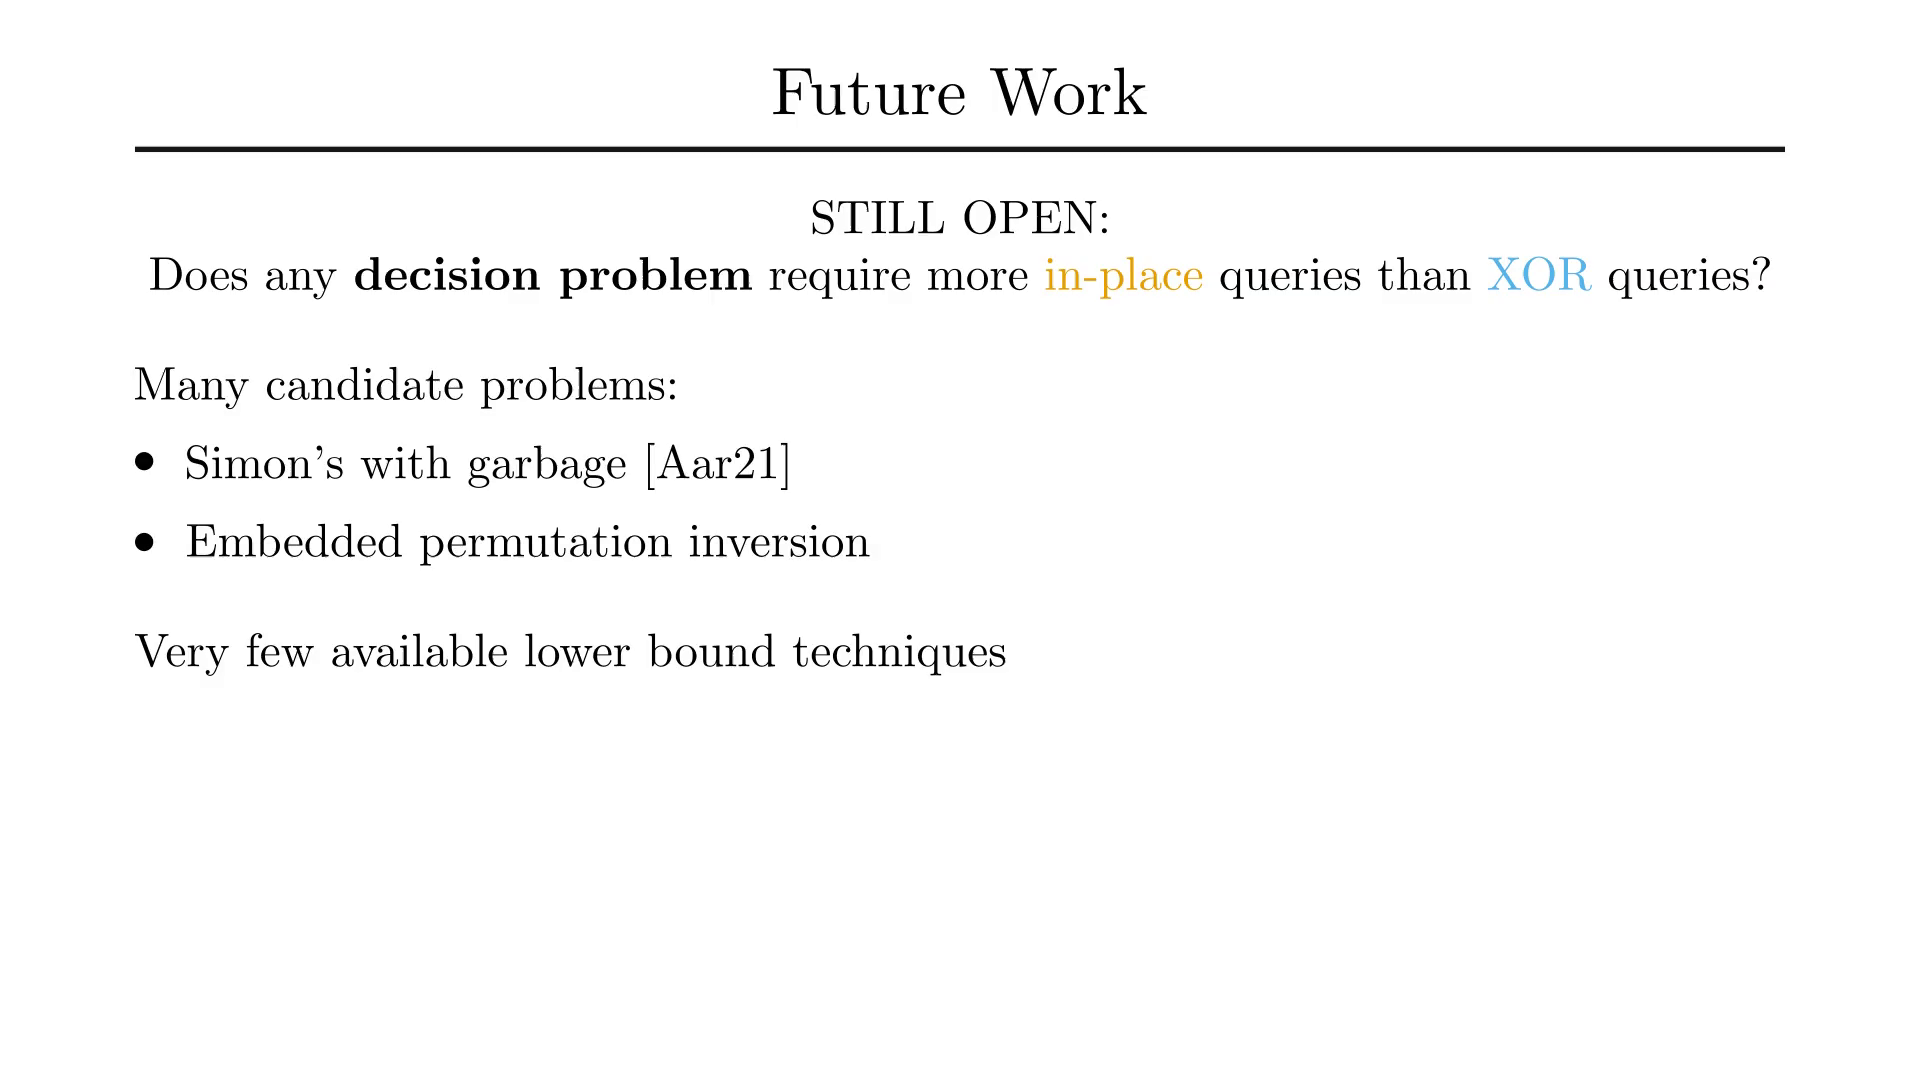 Future Work
STILL OPEN:
Does any decision problem require more in-place queries than XOR queries?
Many candidate problems:
• Simon's with garbage [Aar21]
• Embedded permutation inversion
Very few available lower bound techniques